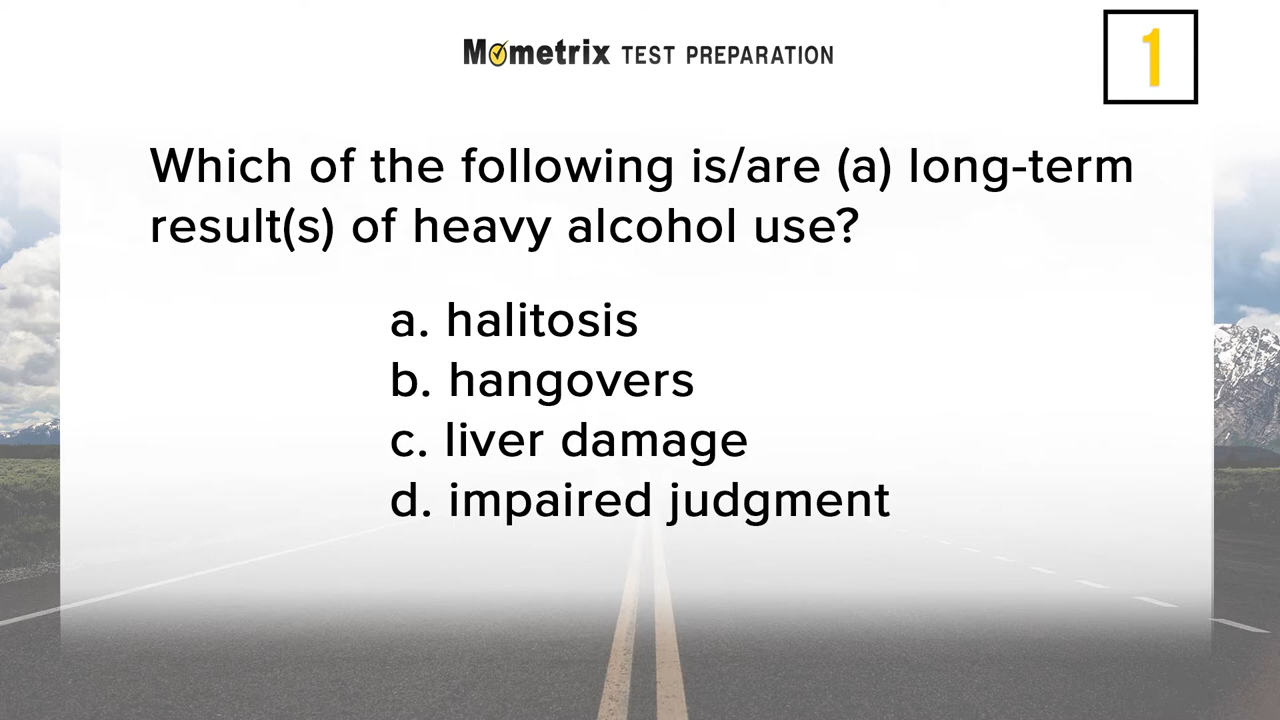 Mometrix TEST PREPARATION
1
Which of the following is/are (a) long-term
result(s) of heavy alcohol use?
a. halitosis
b. hangovers
c. liver damage
d. impaired judgment